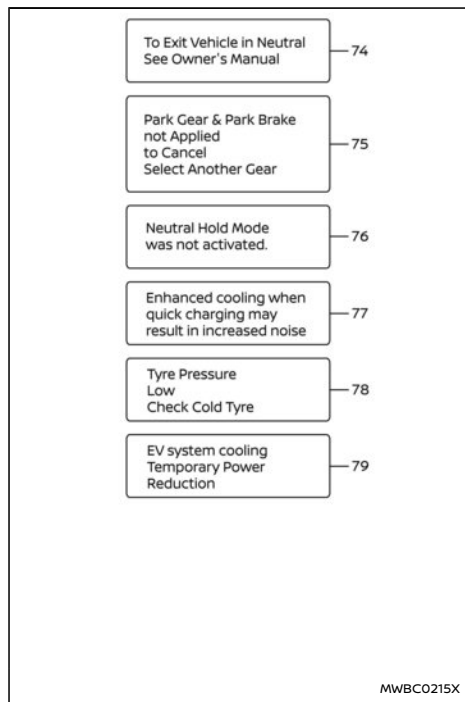 To Exit Vehicle in Neutral
See Owner's Manual
74
Park Gear & Park Brake
not Applied
to Cancel
Select Another Gear
75
Neutral Hold Mode
was not activated.
76
Enhanced cooling when
quick charging may
result in increased noise
77
Tyre Pressure
Low
Check Cold Tyre
78
EV system cooling
Temporary Power
Reduction
79
MWBC0215X